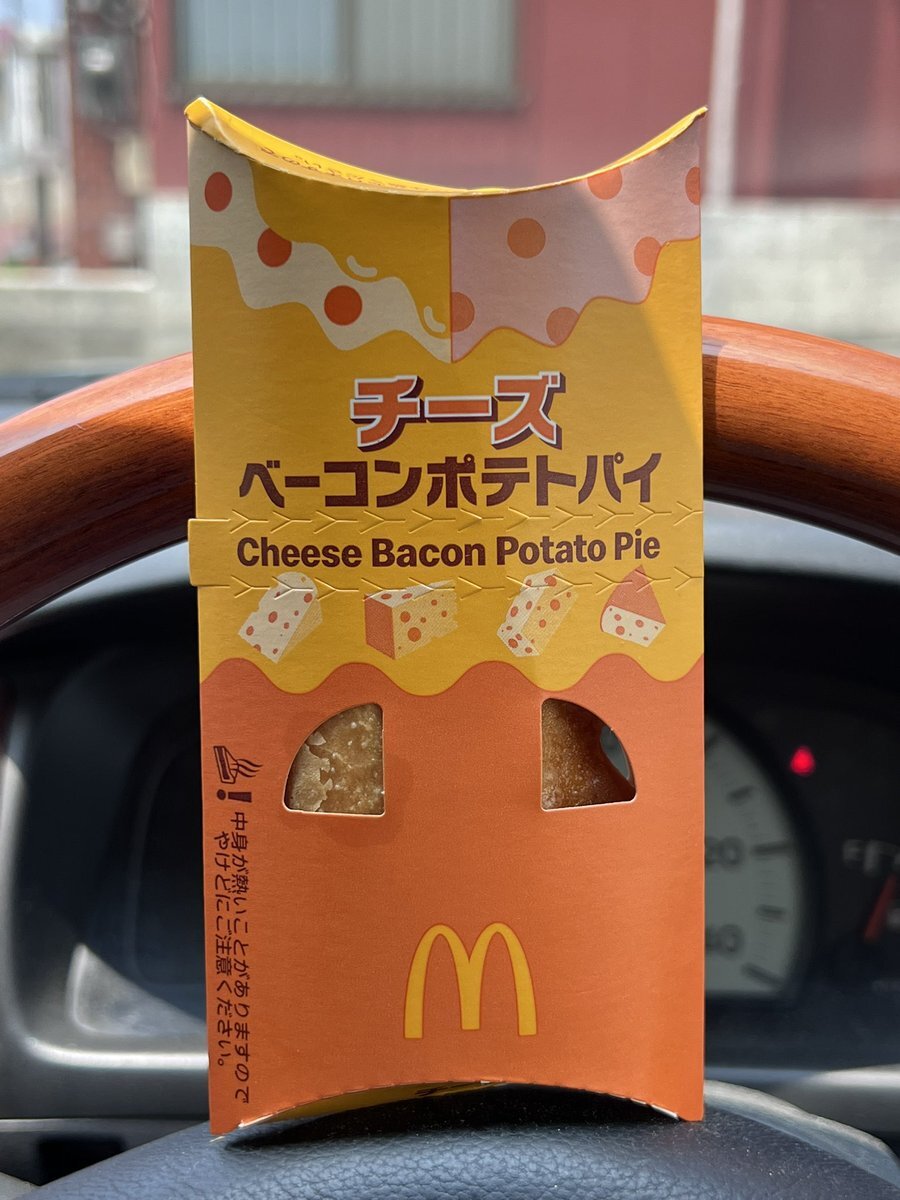 チーズ
ベーコンポテトパイ
Cheese Bacon Potato Pie
中身が熱いことがありますので
やけどにご注意ください。